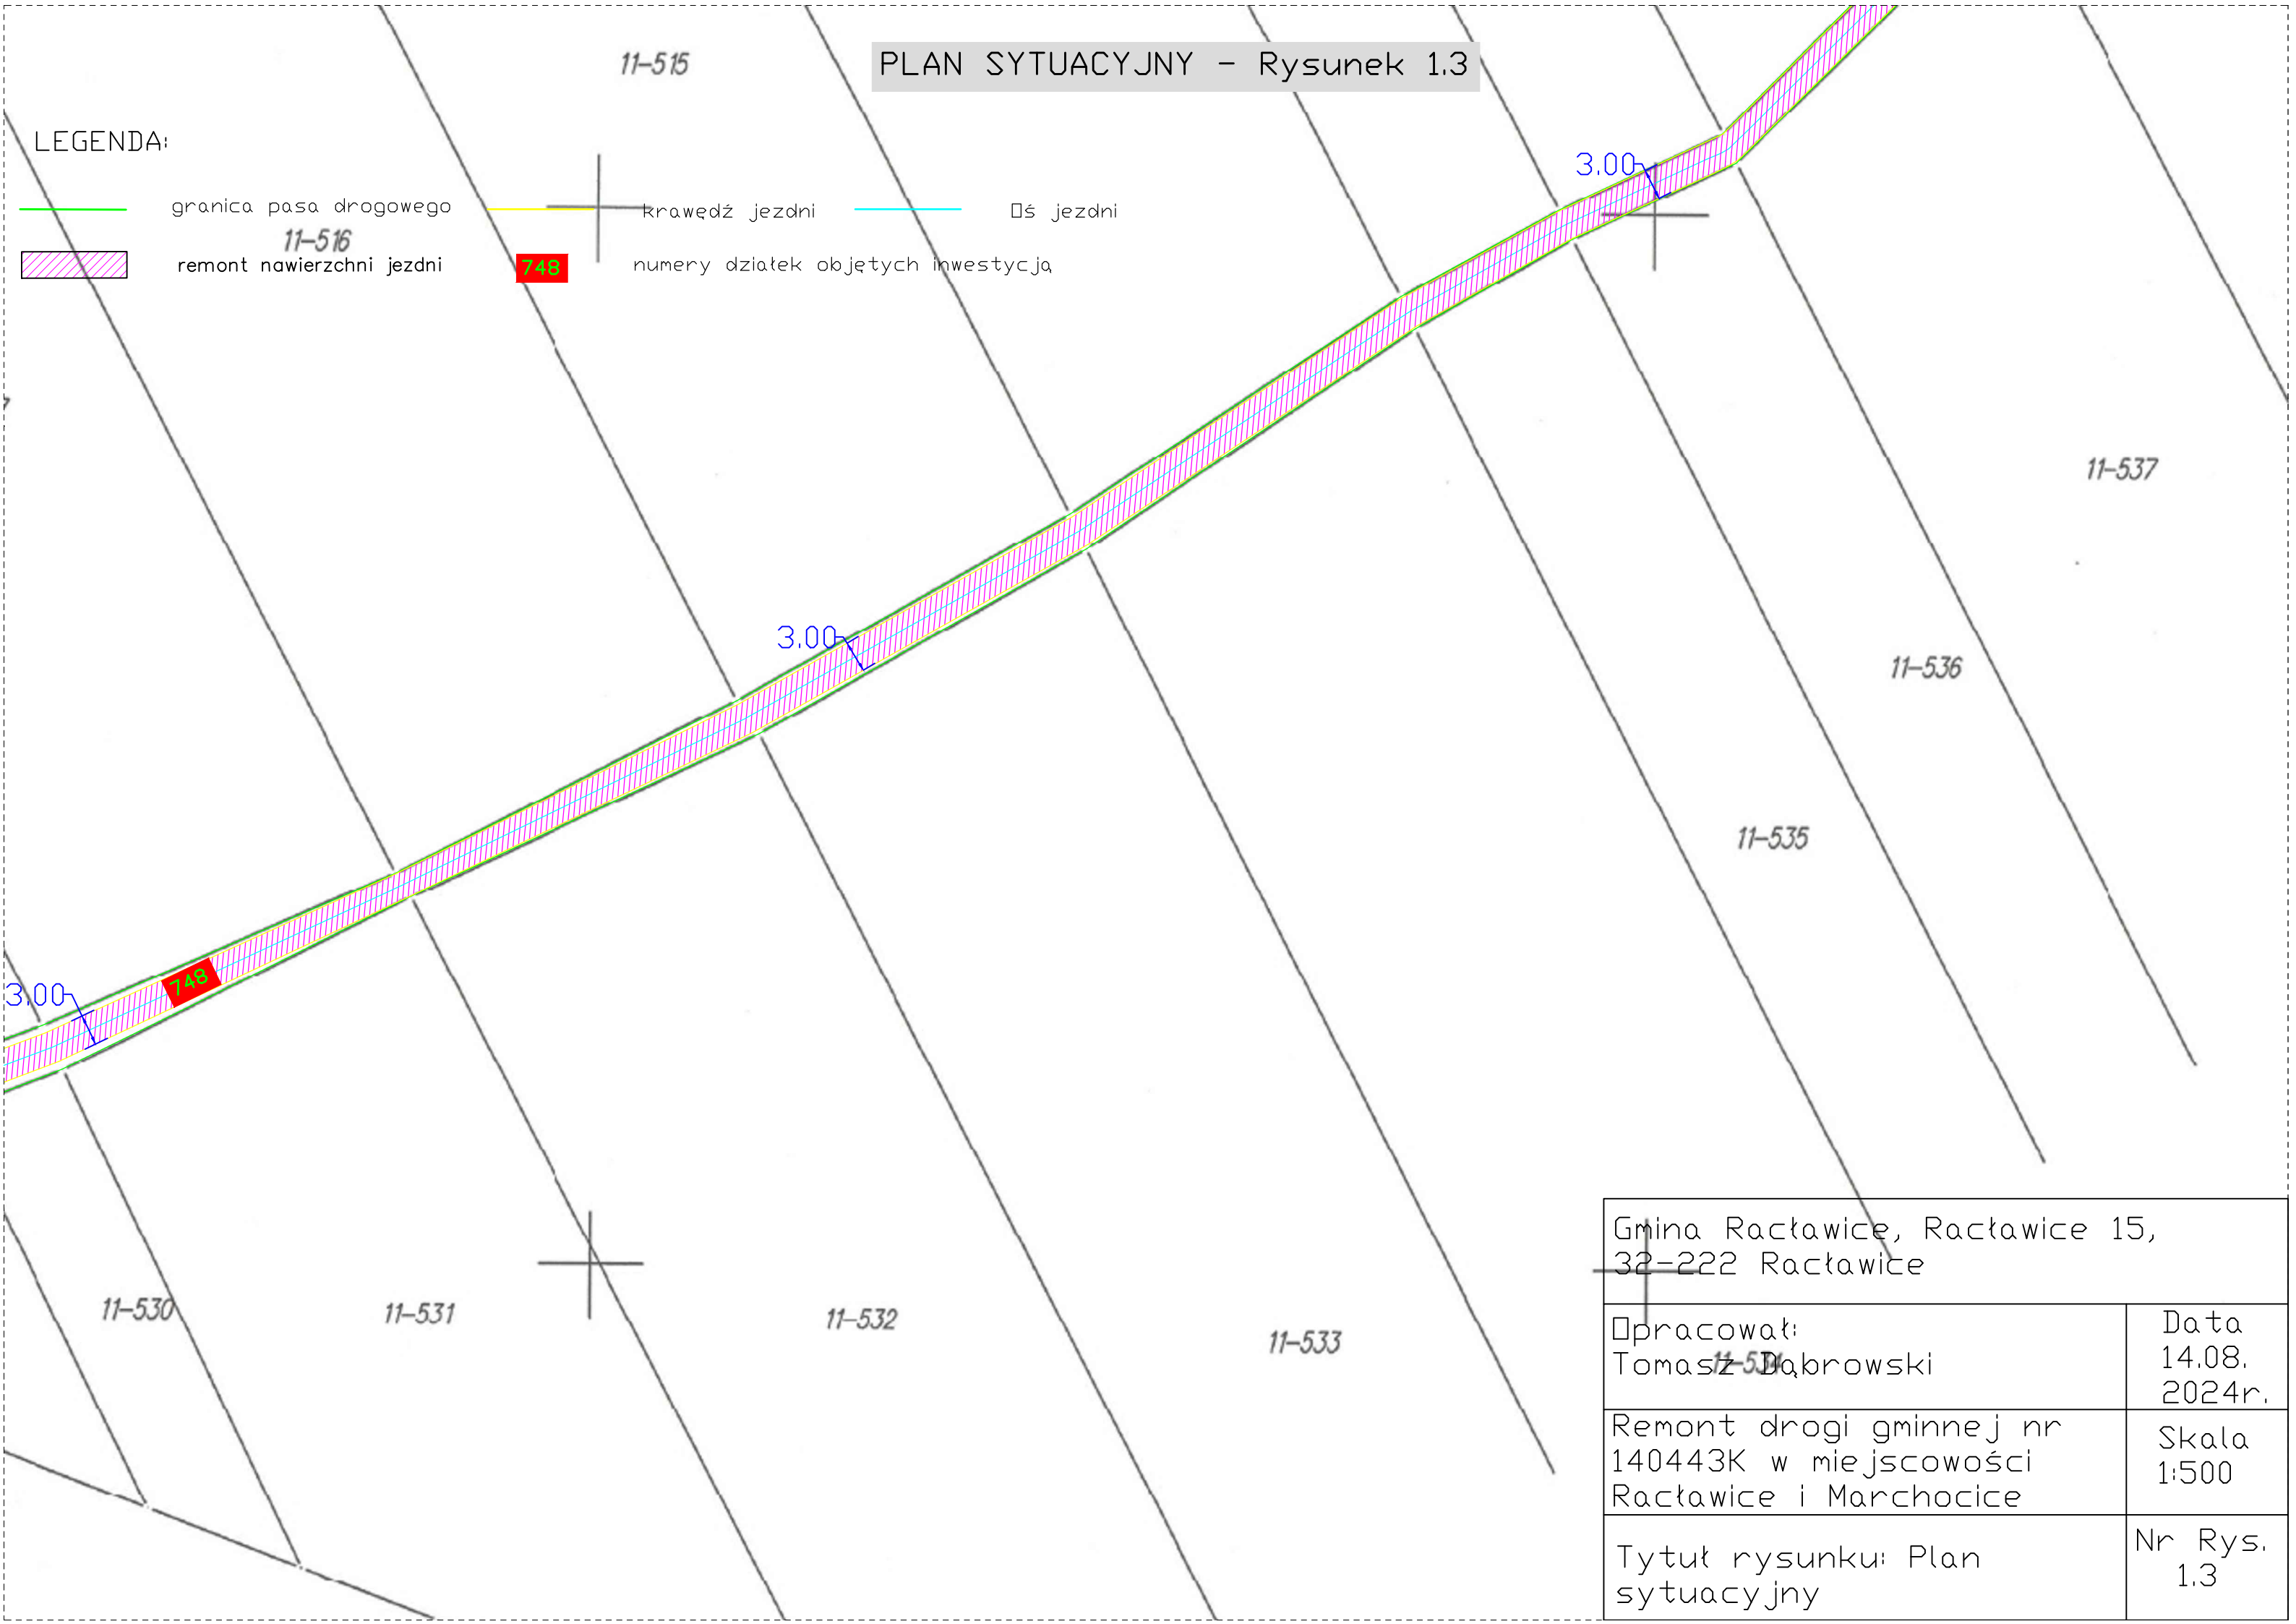 11-515
PLAN SYTUACYJNY - Rysunek 1.3
LEGENDA:
granica pasa drogowego
krawędź jezdni
Oś jezdni
11-516
remont nawierzchni jezdni
748
numery działek objętych inwestycją
3.00
11-537
3.00
11-536
11-535
748
3.00
11-530
11-531
11-532
11-533
11-534
Gmina Racławice, Racławice 15,
32-222 Racławice
Opracował:
Tomasz Dąbrowski
Data
14.08.
2024r.
Remont drogi gminnej nr
140443K w miejscowości
Racławice i Marchocice
Skala
1:500
Tytuł rysunku: Plan
sytuacyjny
Nr Rys.
1.3